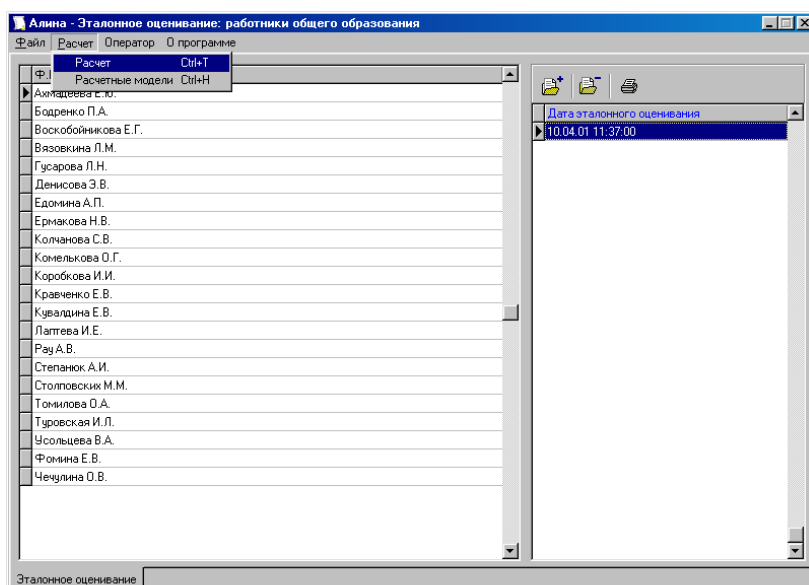 Алина - Эталонное оценивание: работники общего образования
Файл Расчет Оператор О программе
Расчет Ctrl+T
Расчетные модели Ctrl+H
Дата эталонного оценивания
10.04.01 11:37:00
Ахмадеева Е.Ю.
Бодренко П.А.
Воскобойникова Е.Г.
Вязовкина Л.М.
Гусарова Л.Н.
Денисова Э.В.
Едомина А.П.
Ермакова Н.В.
Колчанова С.В.
Комелькова О.Г.
Коробкова И.И.
Кравченко Е.В.
Кувалдина Е.В.
Лаптева И.Е.
Рау А.В.
Степанюк А.И.
Столповских М.М.
Томилова О.А.
Туровская И.Л.
Усольцева В.А.
Фомина Е.В.
Чечулина О.В.
Эталонное оценивание